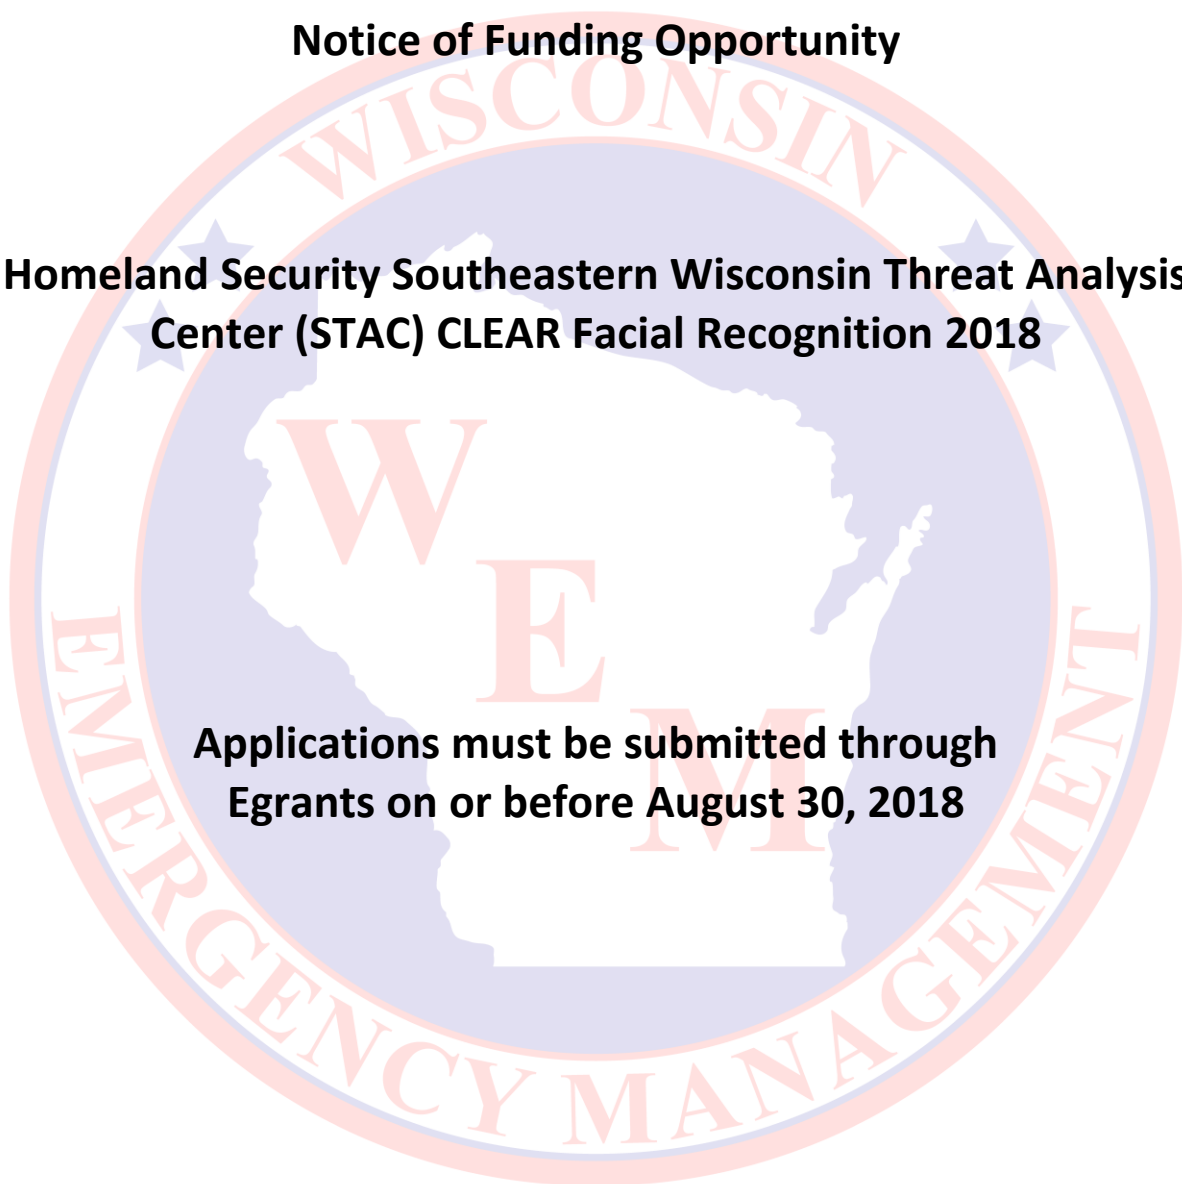 Notice of Funding Opportunity
WISCONSIN
Homeland Security Southeastern Wisconsin Threat Analysis
Center (STAC) CLEAR Facial Recognition 2018
W
E
M
Applications must be submitted through
Egrants on or before August 30, 2018
EMERGENCY MANAGEMENT